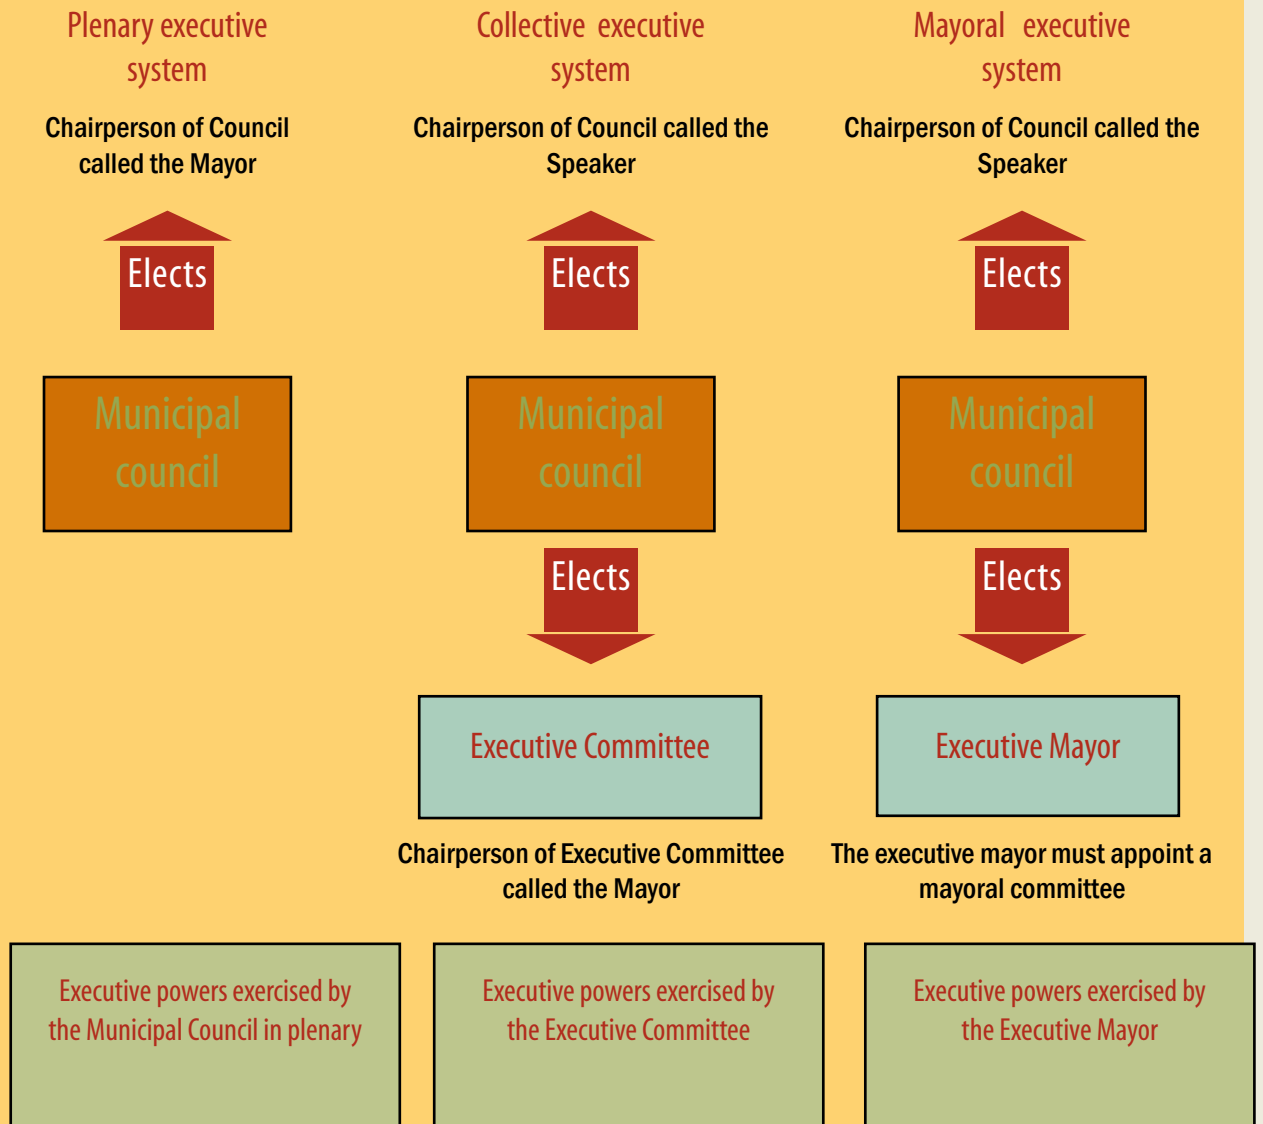 Plenary executive
system
Chairperson of Council
called the Mayor
Elects
Municipal
council
Executive powers exercised by
the Municipal Council in plenary
Collective executive
system
Chairperson of Council called the
Speaker
Elects
Municipal
council
Elects
Executive Committee
Chairperson of Executive Committee
called the Mayor
Executive powers exercised by
the Executive Committee
Mayoral executive
system
Chairperson of Council called the
Speaker
Elects
Municipal
council
Elects
Executive Mayor
The executive mayor must appoint a
mayoral committee
Executive powers exercised by
the Executive Mayor